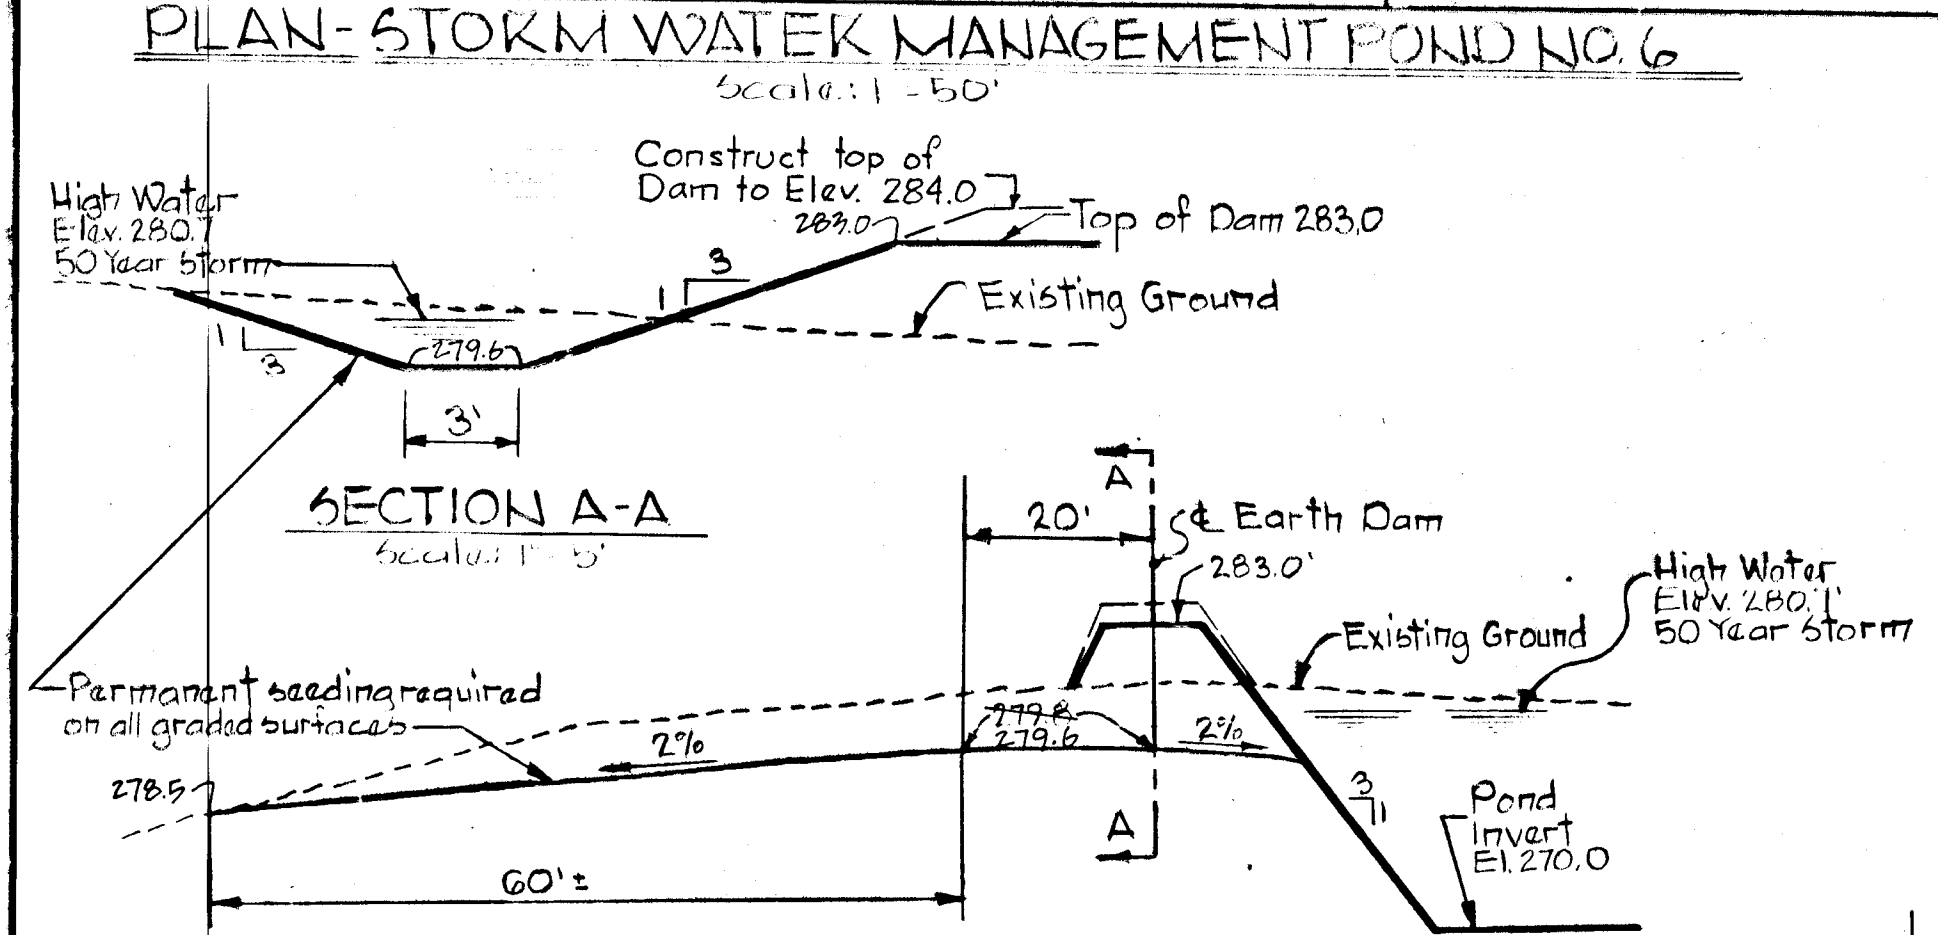 PLAN-STORM WATER MANAGEMENT POND NO. 6
Scale: 1 - 50'
Construct top of
Dam to Elev. 284.0
High Water
Elev. 280.7
50 Year Storm
283.0
Top of Dam 283.0
3
1
Existing Ground
1
3
279.6
3'
SECTION A-A
Scale: 1" - 5'
A
20'
℄ Earth Dam
283.0'
High Water
Elev. 280.1'
50 Year Storm
Existing Ground
Permanent seeding required
on all graded surfaces
279.8
279.6
2%
2%
278.5
3
1
A
Pond
Invert
El. 270.0
60'±